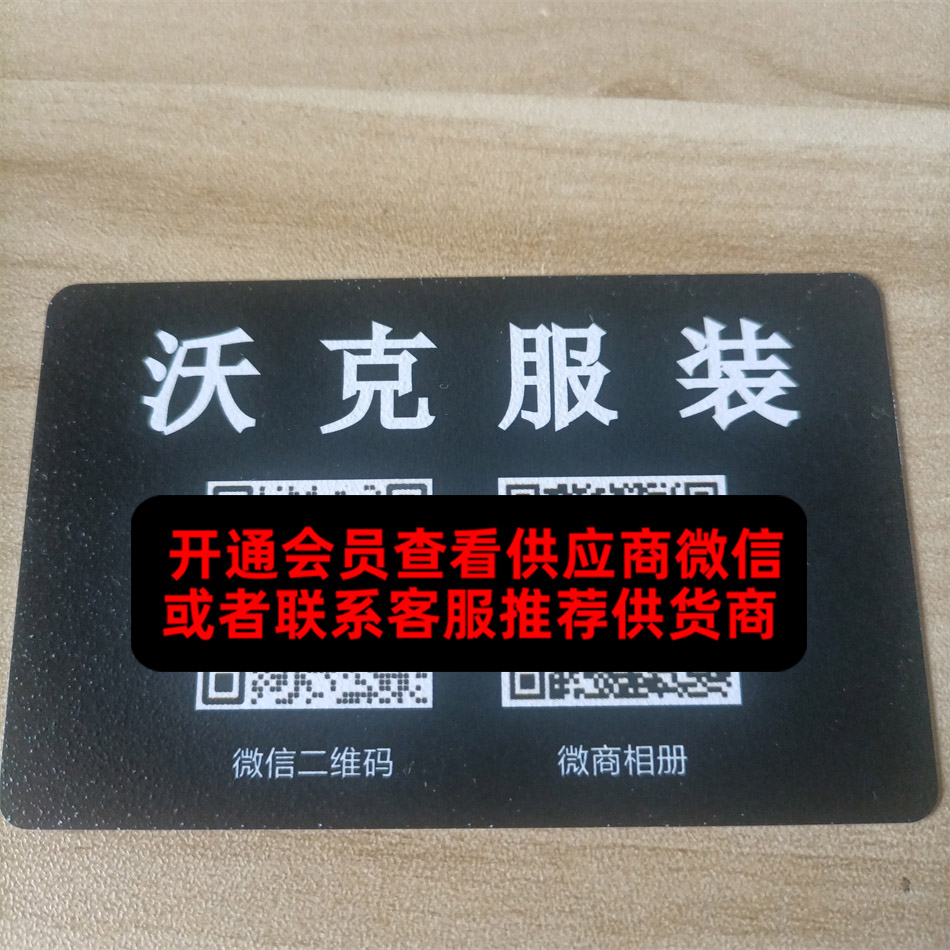 沃克服装
开通会员查看供应商微信
或者联系客服推荐供货商
微信二维码
微商相册